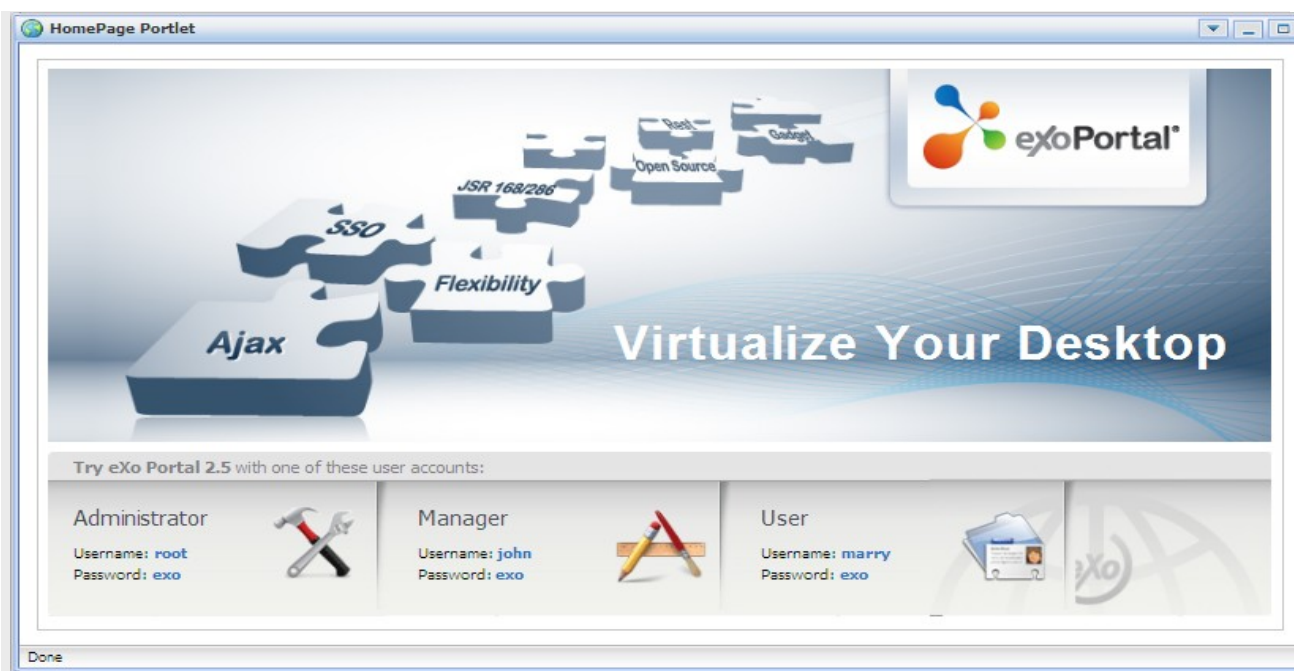 HomePage Portlet
Rest
Gadget
Open Source
JSR 168/286
SSO
Flexibility
Ajax
eXoPortal
Virtualize Your Desktop
Try eXo Portal 2.5 with one of these user accounts:
Administrator
Username: root
Password: exo
Manager
Username: john
Password: exo
User
Username: marry
Password: exo
eXo
Done